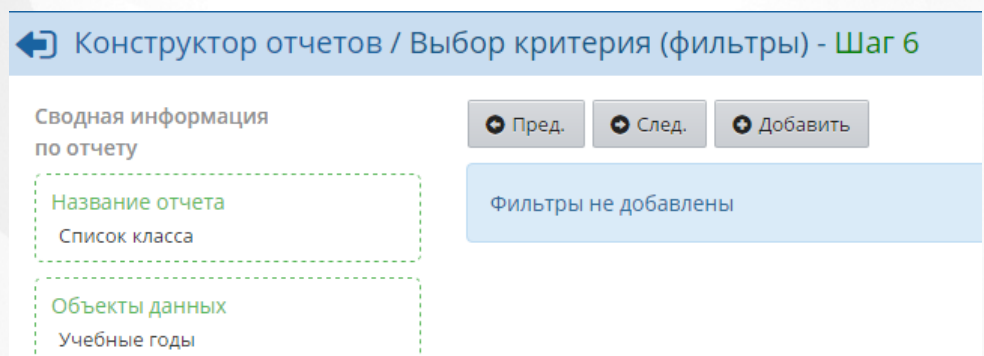 Конструктор отчетов / Выбор критерия (фильтры) - Шаг 6
Сводная информация
по отчету
Пред.
След.
Добавить
Название отчета
Список класса
Фильтры не добавлены
Объекты данных
Учебные годы